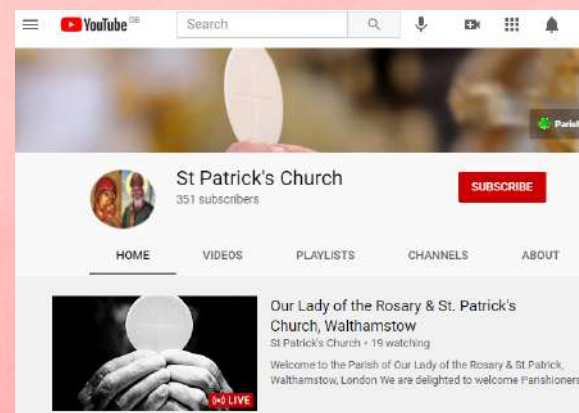 YouTube GB
Search
St Patrick's Church
351 subscribers
SUBSCRIBE
HOME VIDEOS PLAYLISTS CHANNELS ABOUT
Our Lady of the Rosary & St. Patrick's
Church, Walthamstow
St Patrick's Church • 19 watching
Welcome to the Parish of Our Lady of the Rosary & St Patrick,
Walthamstow, London We are delighted to welcome Parishioners
LIVE